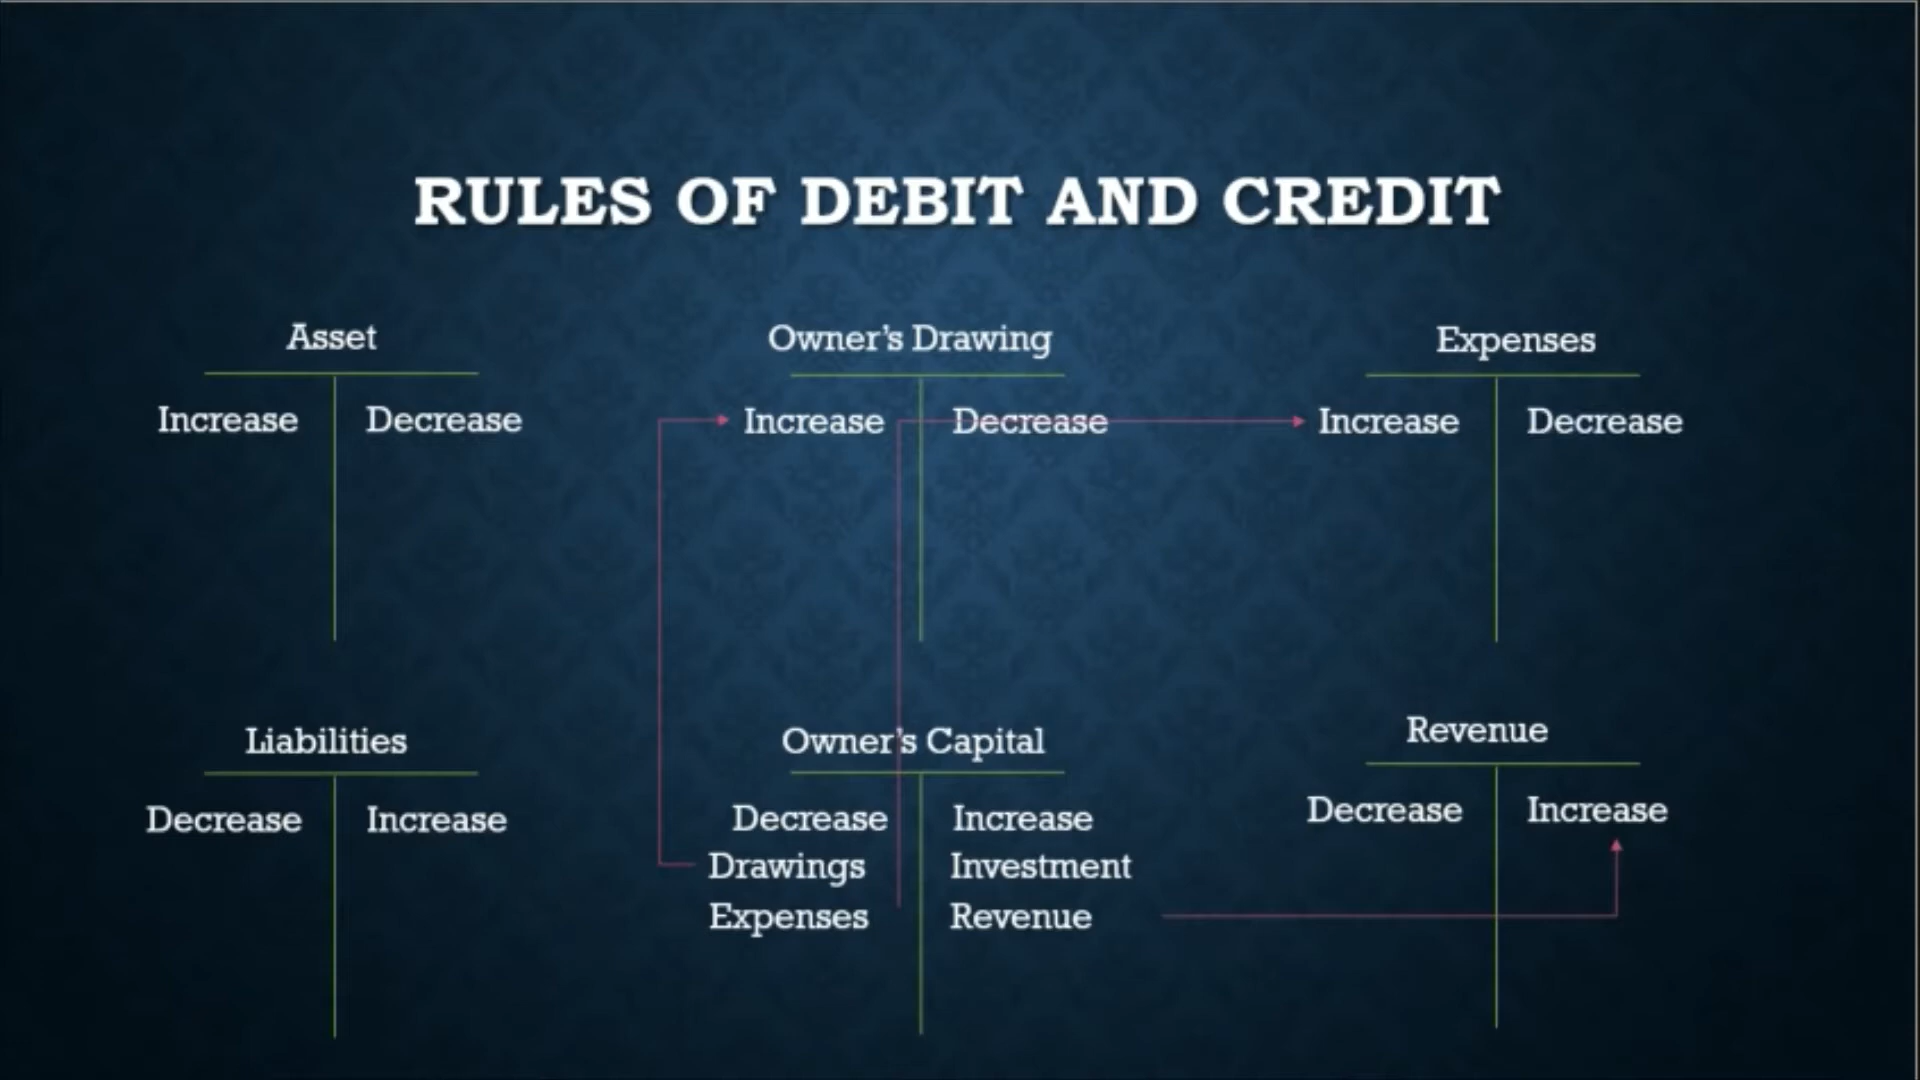 RULES OF DEBIT AND CREDIT
Asset
Increase Decrease
Owner's Drawing
Increase Decrease
Expenses
Increase Decrease
Liabilities
Decrease Increase
Owner's Capital
Decrease Increase
Drawings Investment
Expenses Revenue
Revenue
Decrease Increase